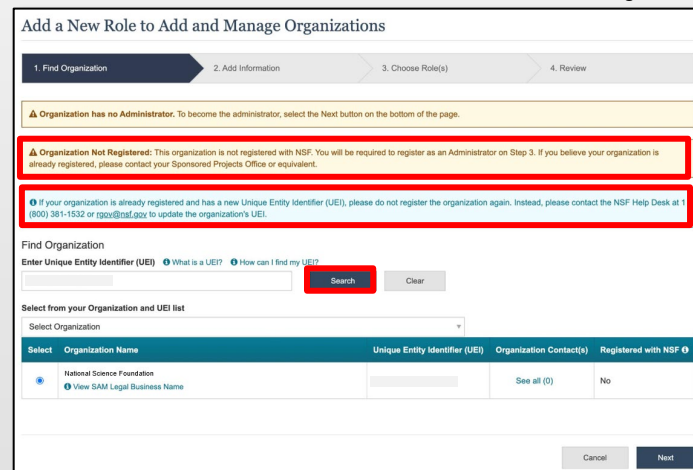 Add a New Role to Add and Manage Organizations
1. Find Organization
2. Add Information
3. Choose Role(s)
4. Review
Organization has no Administrator. To become the administrator, select the Next button on the bottom of the page.
Organization Not Registered: This organization is not registered with NSF. You will be required to register as an Administrator on Step 3. If you believe your organization is
already registered, please contact your Sponsored Projects Office or equivalent.
If your organization is already registered and has a new Unique Entity Identifier (UEI), please do not register the organization again. Instead, please contact the NSF Help Desk at 1
(800) 381-1532 or rgov@nsf.gov to update the organization's UEI.
Find Organization
Enter Unique Entity Identifier (UEI) What is a UEI? How can I find my UEI?
Search
Clear
Select from your Organization and UEI list
Select Organization
Select Organization Name Unique Entity Identifier (UEI) Organization Contact(s) Registered with NSF
National Science Foundation
View SAM Legal Business Name
See all (0)
No
Cancel
Next